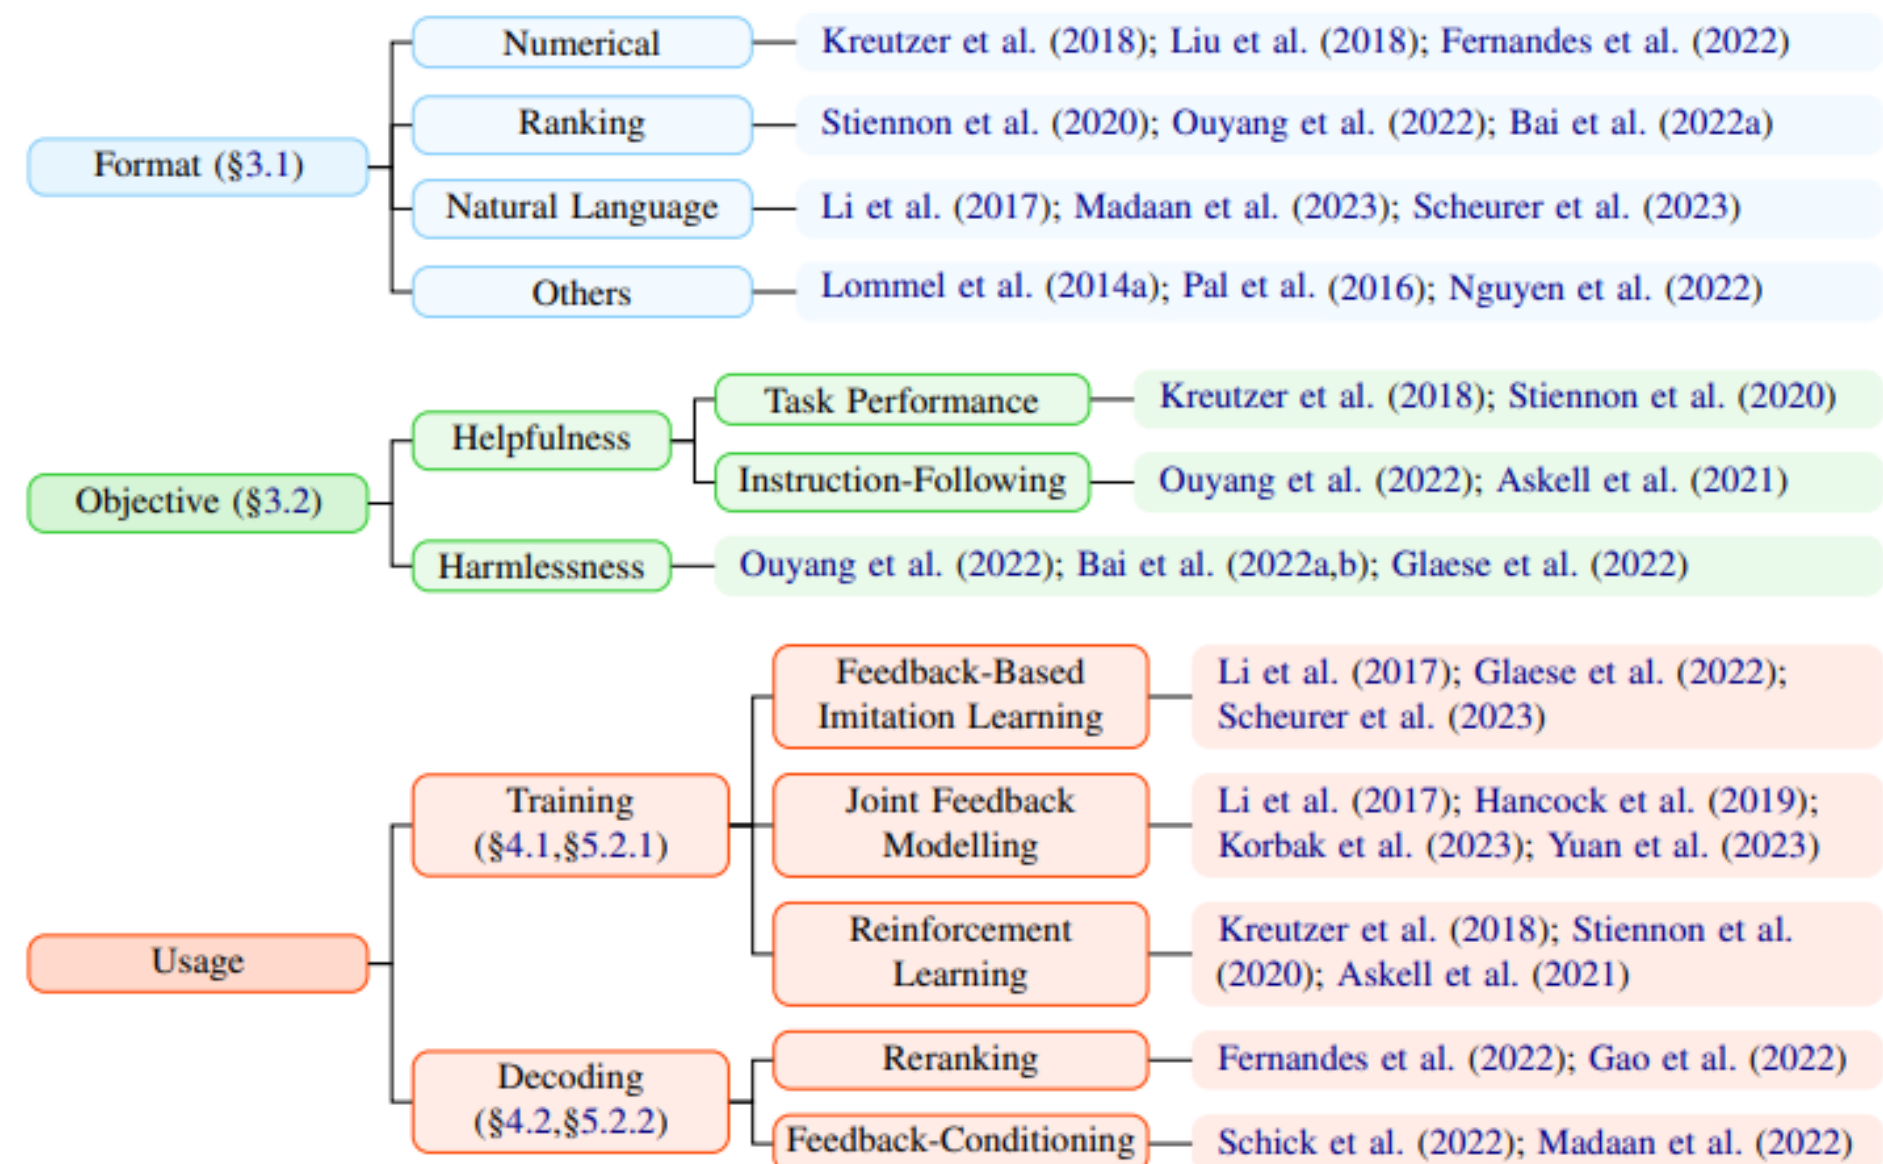 Format (§3.1)
Numerical
Kreutzer et al. (2018); Liu et al. (2018); Fernandes et al. (2022)
Ranking
Stiennon et al. (2020); Ouyang et al. (2022); Bai et al. (2022a)
Natural Language
Li et al. (2017); Madaan et al. (2023); Scheurer et al. (2023)
Others
Lommel et al. (2014a); Pal et al. (2016); Nguyen et al. (2022)
Objective (§3.2)
Helpfulness
Task Performance
Kreutzer et al. (2018); Stiennon et al. (2020)
Instruction-Following
Ouyang et al. (2022); Askell et al. (2021)
Harmlessness
Ouyang et al. (2022); Bai et al. (2022a,b); Glaese et al. (2022)
Usage
Training
(§4.1,§5.2.1)
Feedback-Based
Imitation Learning
Li et al. (2017); Glaese et al. (2022);
Scheurer et al. (2023)
Joint Feedback
Modelling
Li et al. (2017); Hancock et al. (2019);
Korbak et al. (2023); Yuan et al. (2023)
Reinforcement
Learning
Kreutzer et al. (2018); Stiennon et al.
(2020); Askell et al. (2021)
Decoding
(§4.2,§5.2.2)
Reranking
Fernandes et al. (2022); Gao et al. (2022)
Feedback-Conditioning
Schick et al. (2022); Madaan et al. (2022)